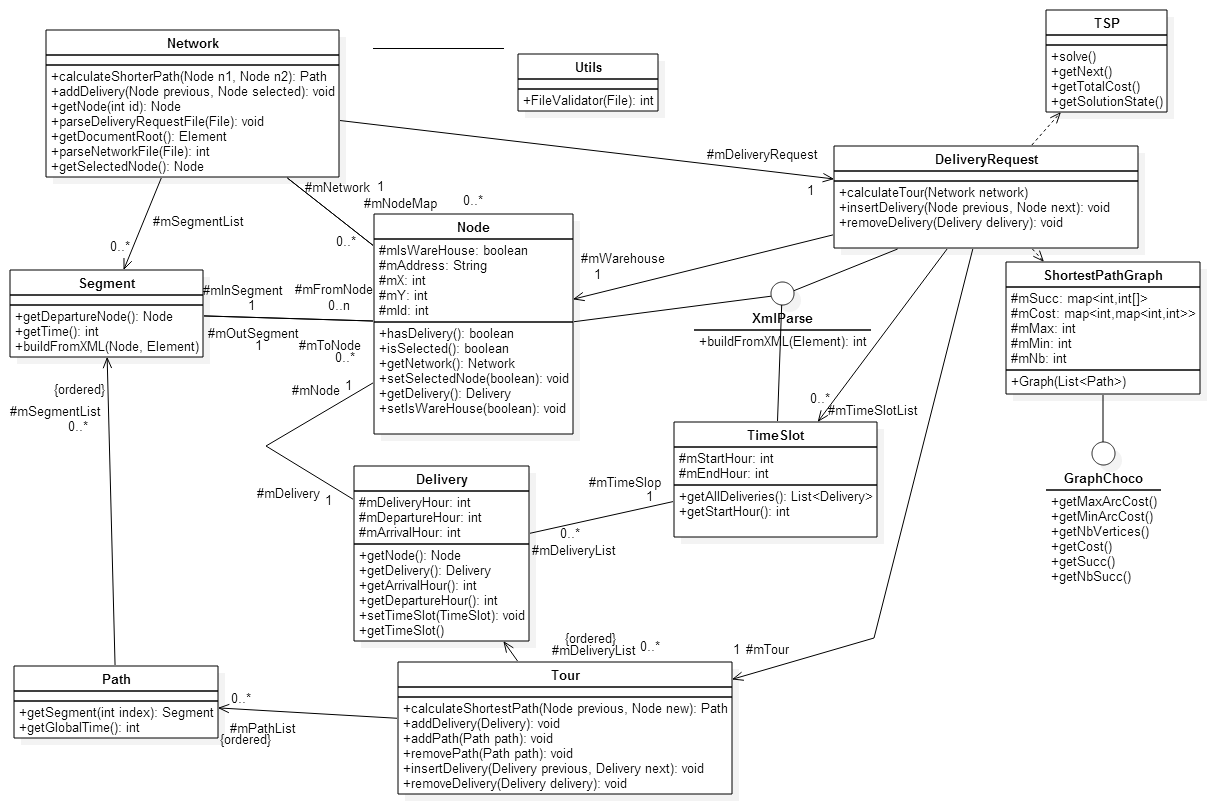 Network
+calculateShorterPath(Node n1, Node n2): Path
+addDelivery(Node previous, Node selected): void
+getNode(int id): Node
+parseDeliveryRequestFile(File): void
+getDocumentRoot(): Element
+parseNetworkFile(File): int
+getSelectedNode(): Node
Utils
+FileValidator(File): int
TSP
+solve()
+getNext()
+getTotalCost()
+getSolutionState()
#mDeliveryRequest
1
DeliveryRequest
+calculateTour(Network network)
+insertDelivery(Node previous, Node next): void
+removeDelivery(Delivery delivery): void
#mSegmentList
0..*
#mNetwork
1
#mNodeMap
0..*
0..*
Node
#mIsWareHouse: boolean
#mAddress: String
#mX: int
#mY: int
#mId: int
+hasDelivery(): boolean
+isSelected(): boolean
+getNetwork(): Network
+setSelectedNode(boolean): void
+getDelivery(): Delivery
+setIsWareHouse(boolean): void
#mWarehouse
1
Segment
+getDepartureNode(): Node
+getTime(): int
+buildFromXML(Node, Element)
#mInSegment
1
#mFromNode
0..n
#mOutSegment
1
#mToNode
0..*
XmlParse
+buildFromXML(Element): int
ShortestPathGraph
#mSucc: map<int,int[]>
#mCost: map<int,map<int,int>>
#mMax: int
#mMin: int
#mNb: int
+Graph(List<Path>)
{ordered}
#mSegmentList
0..*
#mNode
1
#mDelivery
1
0..*
#mTimeSlotList
TimeSlot
#mStartHour: int
#mEndHour: int
+getAllDeliveries(): List<Delivery>
+getStartHour(): int
GraphChoco
+getMaxArcCost()
+getMinArcCost()
+getNbVertices()
+getCost()
+getSucc()
+getNbSucc()
Delivery
#mDeliveryHour: int
#mDepartureHour: int
#mArrivalHour: int
+getNode(): Node
+getDelivery(): Delivery
+getArrivalHour(): int
+getDepartureHour(): int
+setTimeSlot(TimeSlot): void
+getTimeSlot()
#mTimeSlop
1
0..*
#mDeliveryList
{ordered}
#mDeliveryList
0..*
1
#mTour
Path
+getSegment(int index): Segment
+getGlobalTime(): int
0..*
#mPathList
{ordered}
Tour
+calculateShortestPath(Node previous, Node new): Path
+addDelivery(Delivery): void
+addPath(Path path): void
+removePath(Path path): void
+insertDelivery(Delivery previous, Delivery next): void
+removeDelivery(Delivery delivery): void